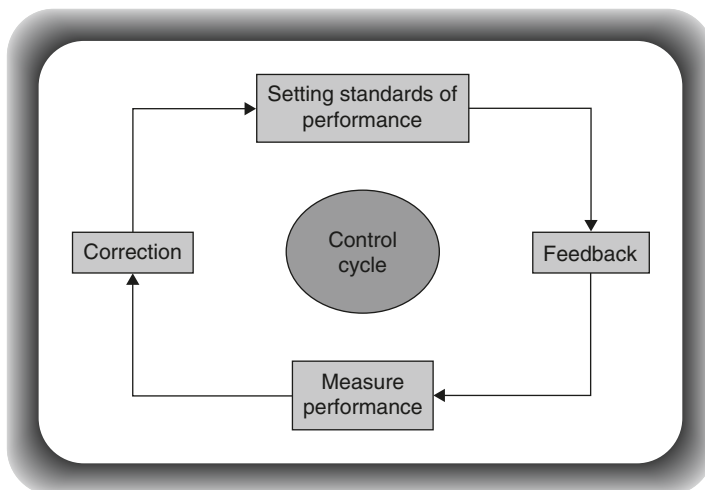 Setting standards of
performance
Correction
Control
cycle
Feedback
Measure
performance